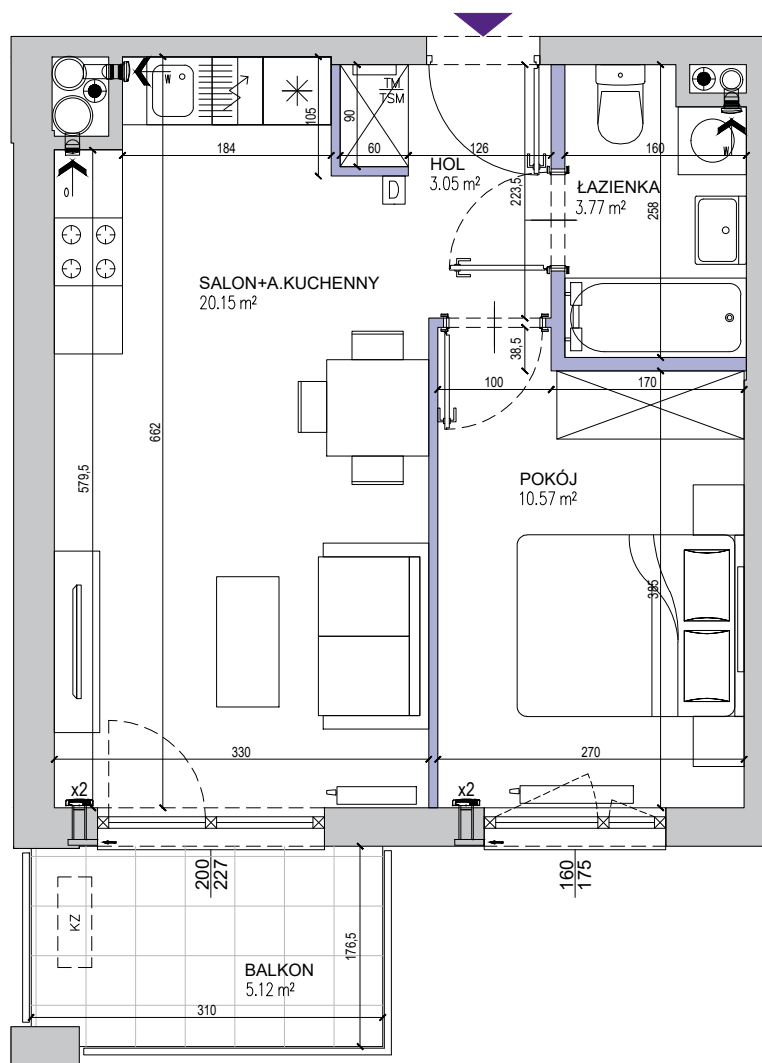 W
TM
TSM
105
90
184
60
126
160
HOL
3.05 m²
D
223,5
ŁAZIENKA
3.77 m²
258
W
SALON+A.KUCHENNY
20.15 m²
38,5
100
170
662
579,5
POKÓJ
10.57 m²
385
330
270
x2
x2
200
227
160
175
KZ
176,5
BALKON
5.12 m²
310